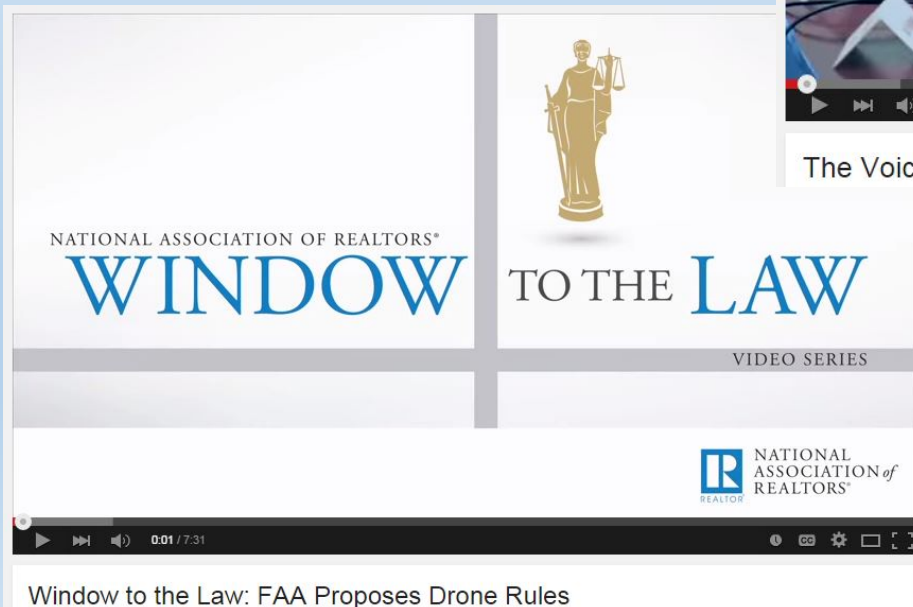 The Voic
NATIONAL ASSOCIATION OF REALTORS®
WINDOW TO THE LAW
VIDEO SERIES
R
REALTOR®
NATIONAL
ASSOCIATION of
REALTORS®
0:01 / 7:31
CC
Window to the Law: FAA Proposes Drone Rules